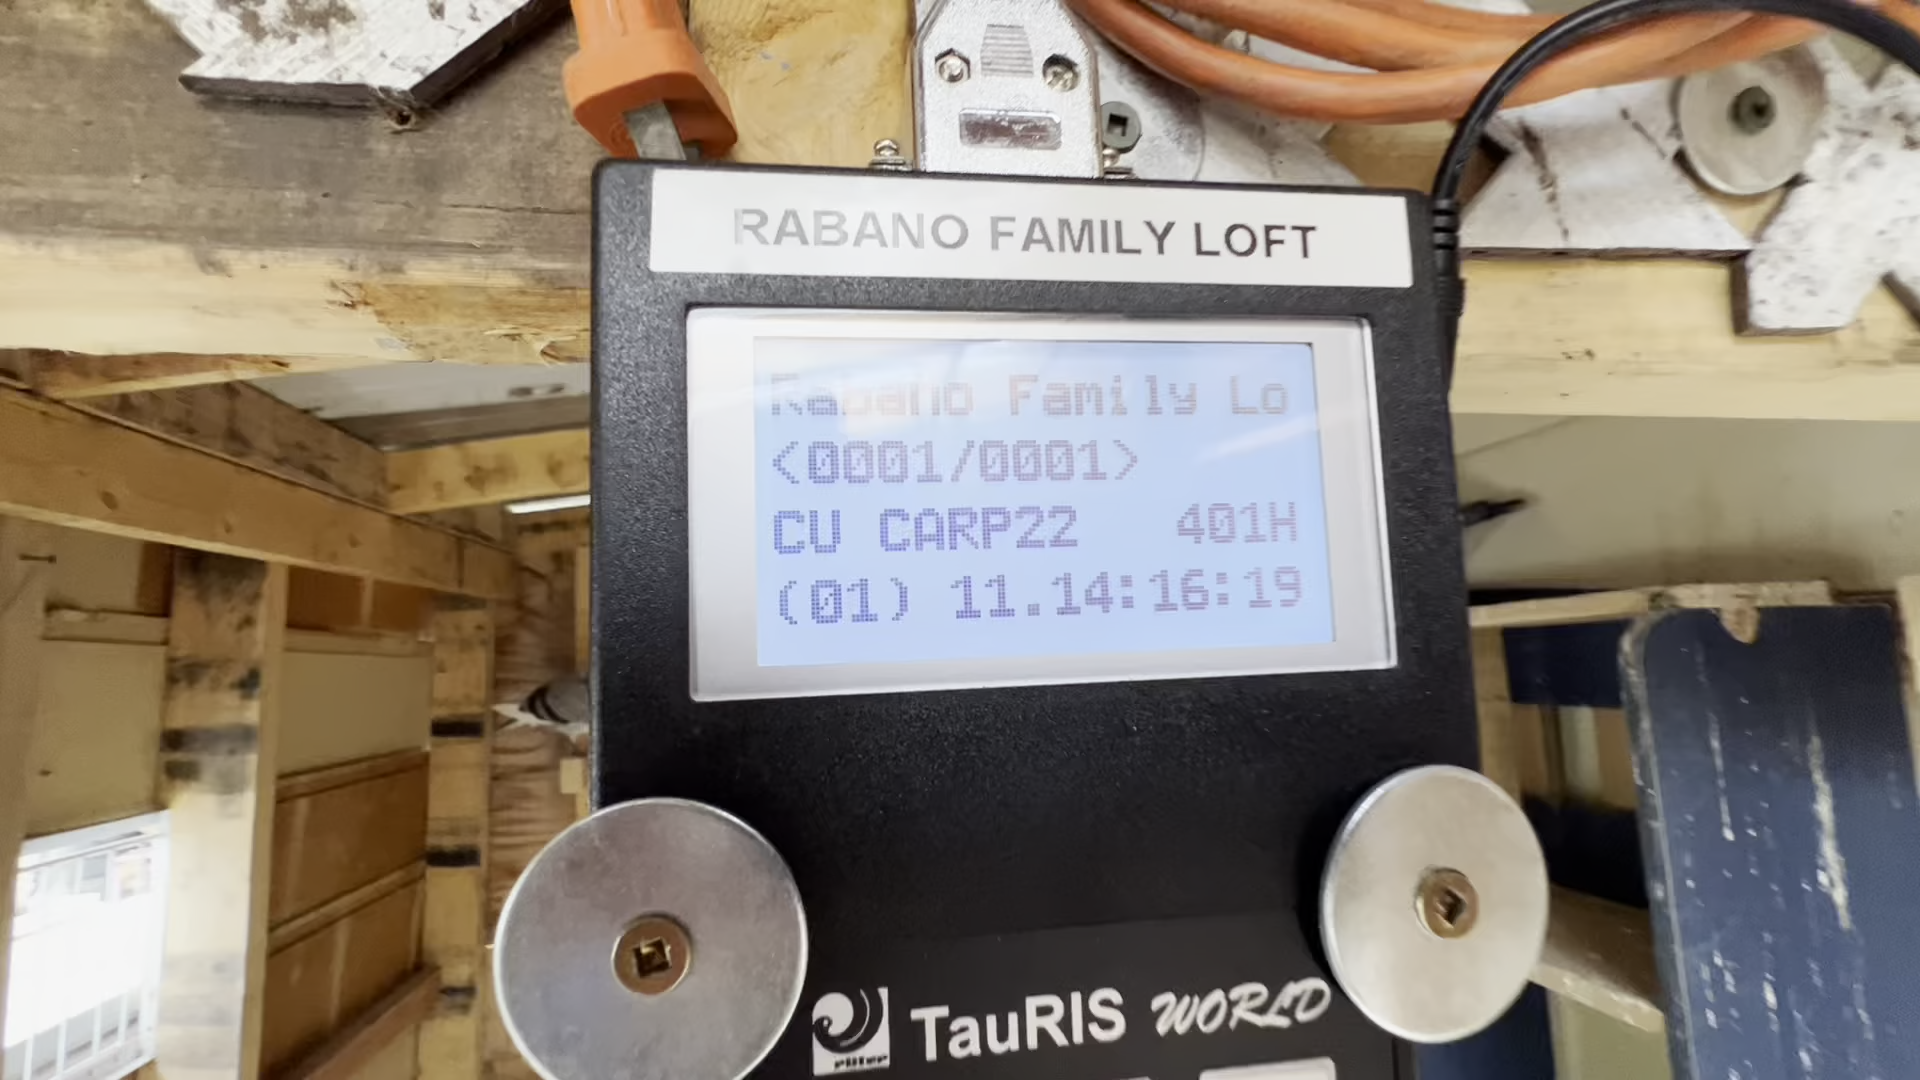 RABANO FAMILY LOFT
Rabano Family Lo
<0001/0001>
CU CARP22 401H
(01) 11.14:16:19
TauRIS WORLD